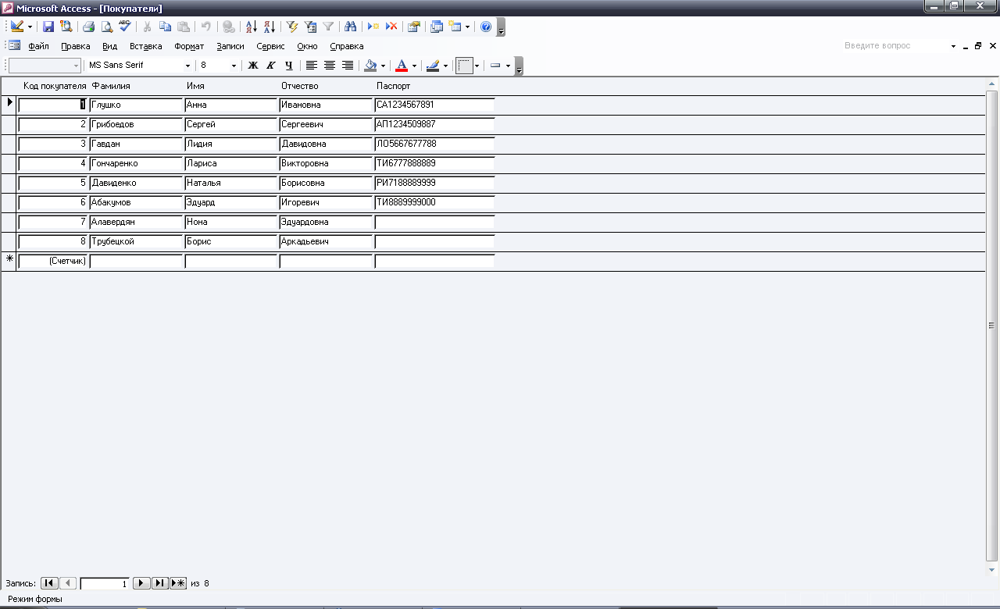 Microsoft Access - [Покупатели]
Файл Правка Вид Вставка Формат Записи Сервис Окно Справка Введите вопрос
MS Sans Serif 8 Ж К Ч
Код покупателя Фамилия Имя Отчество Паспорт
1 Глушко Анна Ивановна СА1234567891
2 Грибоедов Сергей Сергеевич АП1234509887
3 Гавдан Лидия Давидовна ЛО5667677788
4 Гончаренко Лариса Викторовна ТИ6777888889
5 Давиденко Наталья Борисовна РИ7188889999
6 Абакумов Эдуард Игоревич ТИ8889999000
7 Алавердян Нона Эдуардовна
8 Трубецкой Борис Аркадьевич
(Счетчик)
Запись: 1 из 8
Режим формы